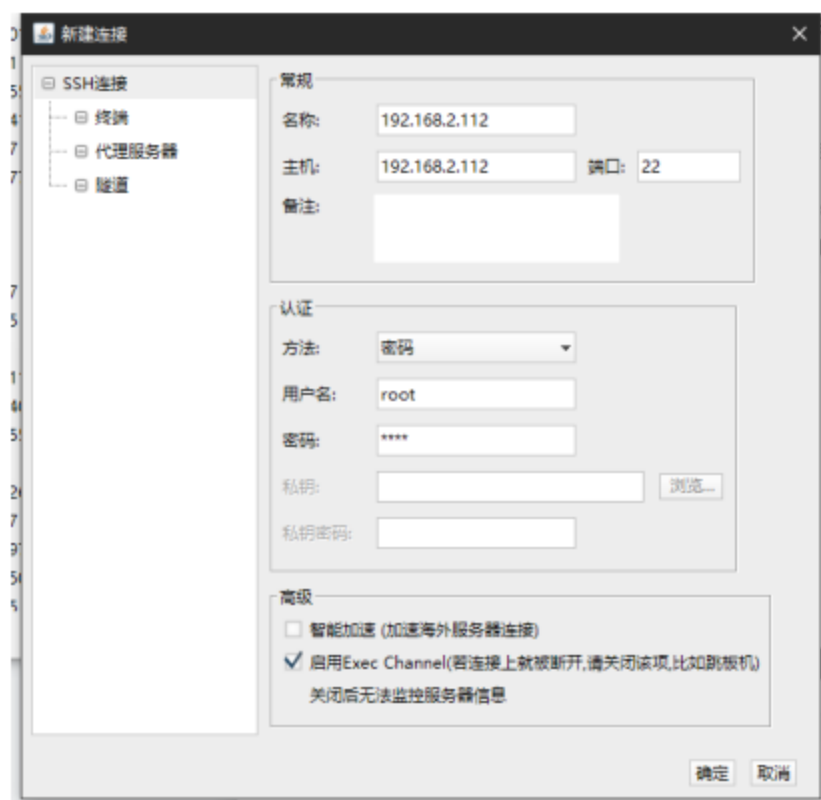 新建连接
SSH连接
终端
代理服务器
隧道
常规
名称: 192.168.2.112
主机: 192.168.2.112 端口: 22
备注:
认证
方法: 密码
用户名: root
密码: ****
私钥: 浏览...
私钥密码:
高级
智能加速 (加速海外服务器连接)
启用Exec Channel(若连接上就被断开,请关闭该项,比如跳板机)
关闭后无法监控服务器信息
确定 取消